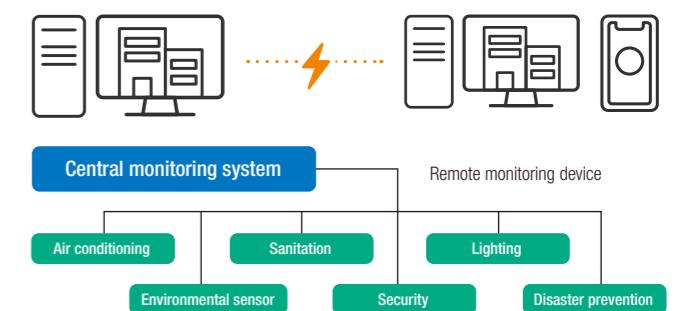 Central monitoring system
Remote monitoring device
Air conditioning
Sanitation
Lighting
Environmental sensor
Security
Disaster prevention